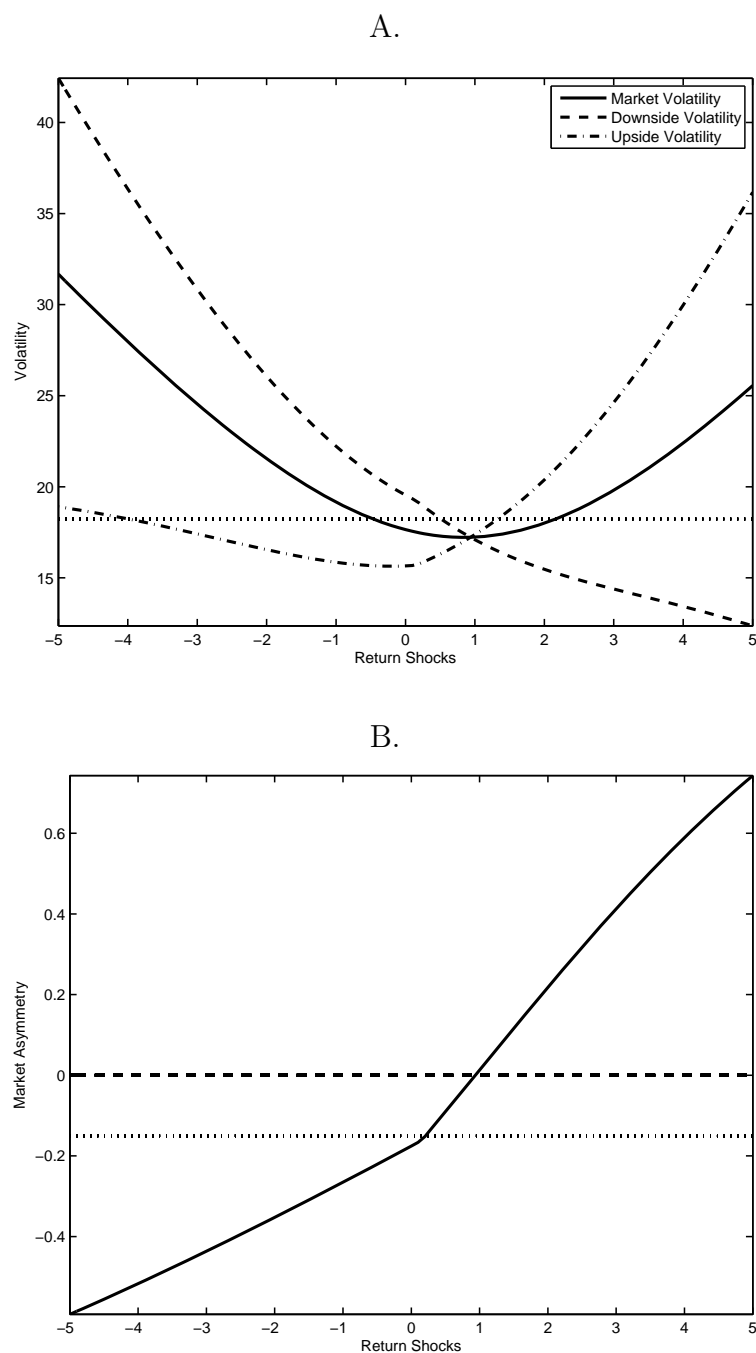 A.
Market Volatility
Downside Volatility
Upside Volatility
40
35
30
25
20
15
Volatility
−5 −4 −3 −2 −1 0 1 2 3 4 5
Return Shocks
B.
0.6
0.4
0.2
0
−0.2
−0.4
Market Asymmetry
−5 −4 −3 −2 −1 0 1 2 3 4 5
Return Shocks